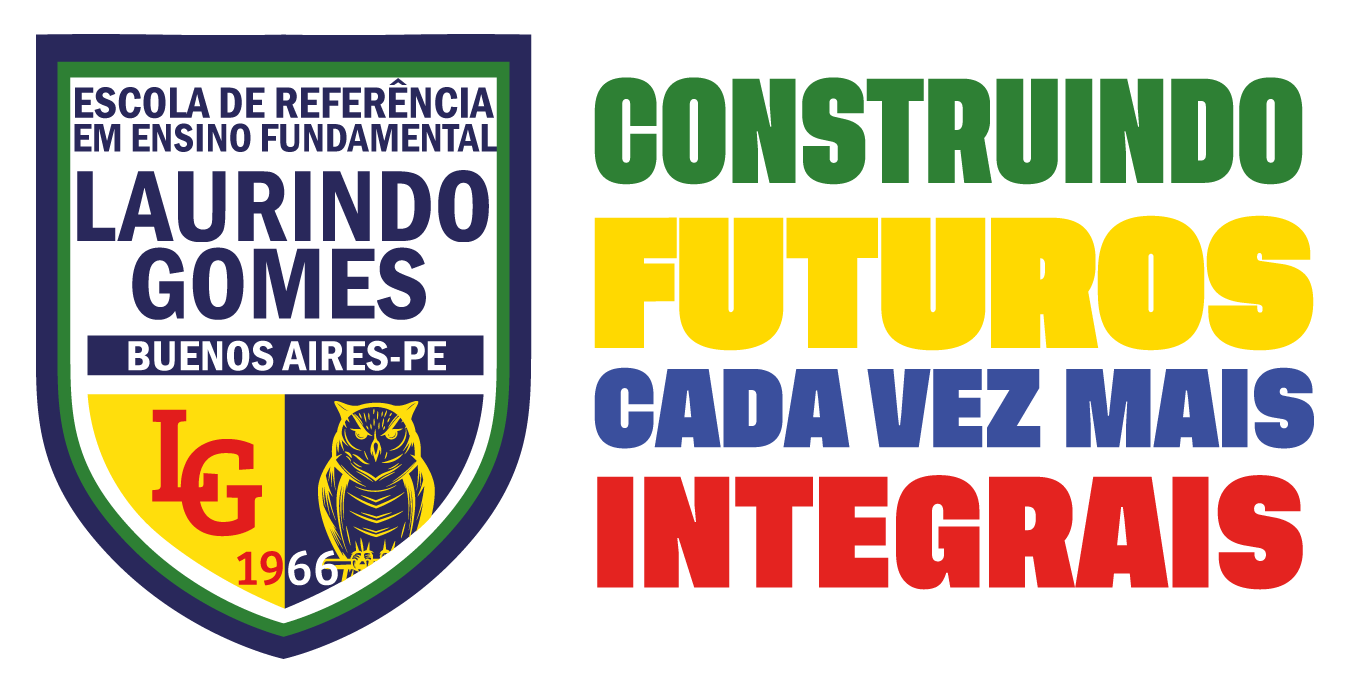 ESCOLA DE REFERÊNCIA
EM ENSINO FUNDAMENTAL
LAURINDO
GOMES
BUENOS AIRES-PE
LG
1966
CONSTRUINDO
FUTUROS
CADA VEZ MAIS
INTEGRAIS